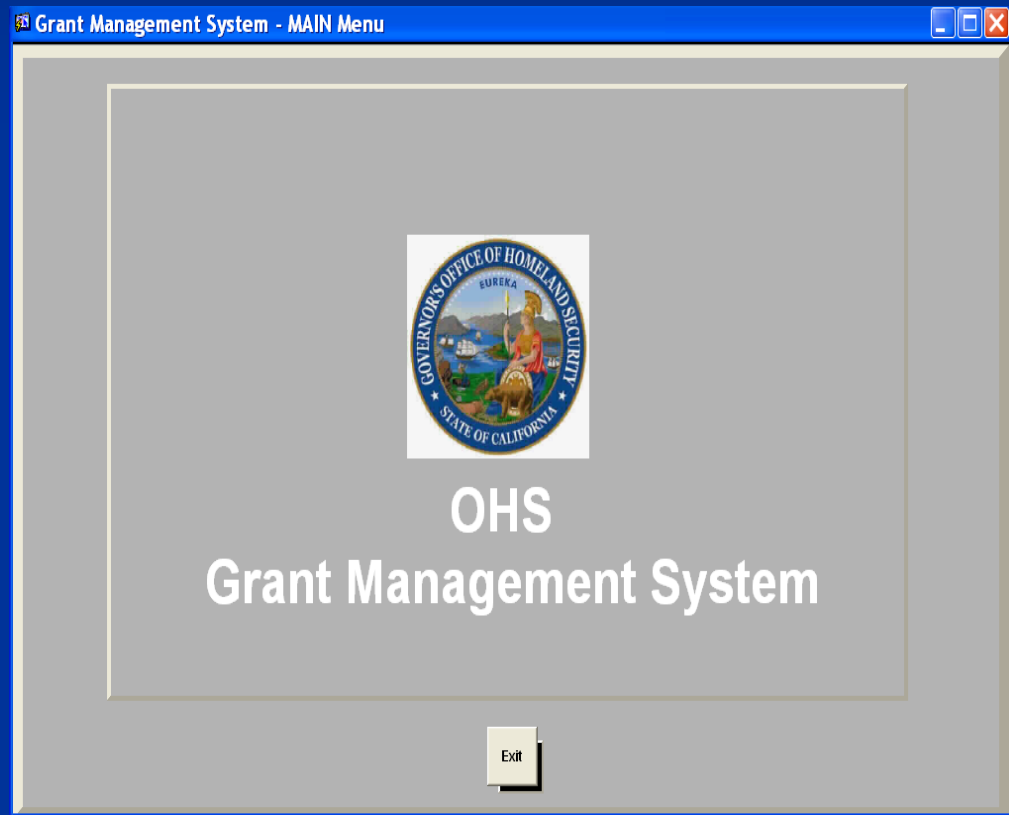 Grant Management System - MAIN Menu
GOVERNOR'S OFFICE OF HOMELAND SECURITY
EUREKA
★ STATE OF CALIFORNIA ★
OHS
Grant Management System
Exit